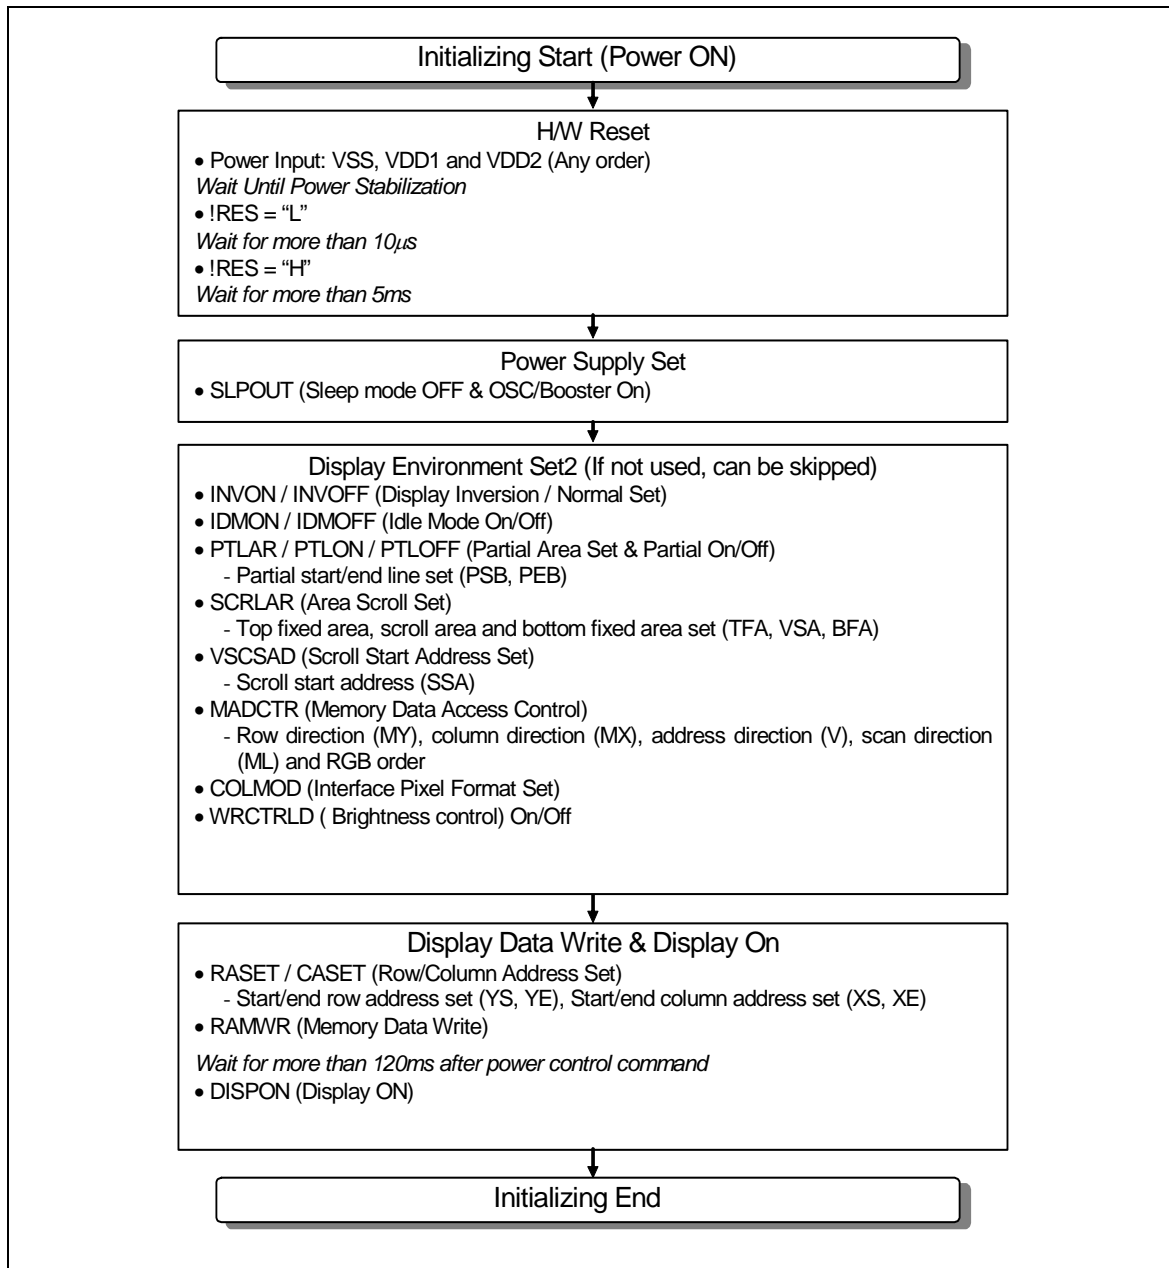 Initializing Start (Power ON)
H/W Reset
• Power Input: VSS, VDD1 and VDD2 (Any order)
Wait Until Power Stabilization
• !RES = “L”
Wait for more than 10μs
• !RES = “H”
Wait for more than 5ms
Power Supply Set
• SLPOUT (Sleep mode OFF & OSC/Booster On)
Display Environment Set2 (If not used, can be skipped)
• INVON / INVOFF (Display Inversion / Normal Set)
• IDMON / IDMOFF (Idle Mode On/Off)
• PTLAR / PTLON / PTLOFF (Partial Area Set & Partial On/Off)
- Partial start/end line set (PSB, PEB)
• SCRLAR (Area Scroll Set)
- Top fixed area, scroll area and bottom fixed area set (TFA, VSA, BFA)
• VSCSAD (Scroll Start Address Set)
- Scroll start address (SSA)
• MADCTR (Memory Data Access Control)
- Row direction (MY), column direction (MX), address direction (V), scan direction
(ML) and RGB order
• COLMOD (Interface Pixel Format Set)
• WRCTRLD ( Brightness control) On/Off
Display Data Write & Display On
• RASET / CASET (Row/Column Address Set)
- Start/end row address set (YS, YE), Start/end column address set (XS, XE)
• RAMWR (Memory Data Write)
Wait for more than 120ms after power control command
• DISPON (Display ON)
Initializing End